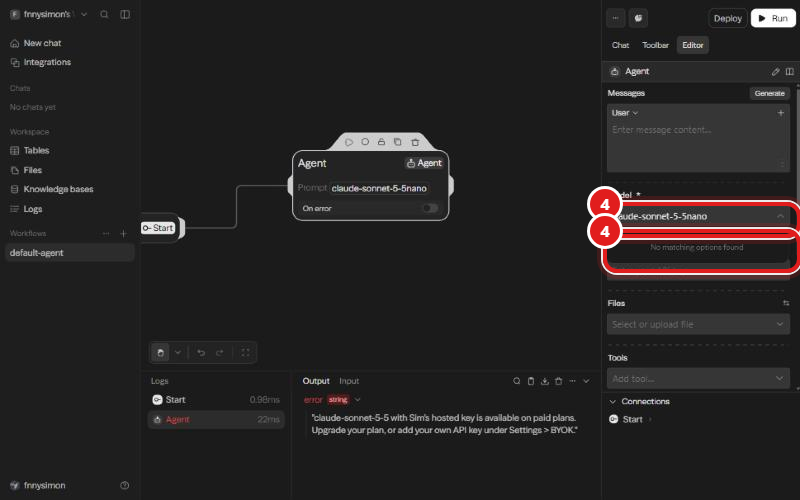 F fnnysimon's
New chat
Integrations
Chats
No chats yet
Workspace
Tables
Files
Knowledge bases
Logs
Workflows
default-agent
fnnysimon
Start
Agent
Agent
Prompt claude-sonnet-5-5nano
On error
Logs
Start 0.98ms
Agent 22ms
Output Input
error string
"claude-sonnet-5-5 with Sim's hosted key is available on paid plans.
Upgrade your plan, or add your own API key under Settings > BYOK."
Deploy Run
Chat Toolbar Editor
Agent
Messages Generate
User
Enter message content...
del *
4
aude-sonnet-5-5nano
4
No matching options found
Files
Select or upload file
Tools
Add tool...
Connections
Start